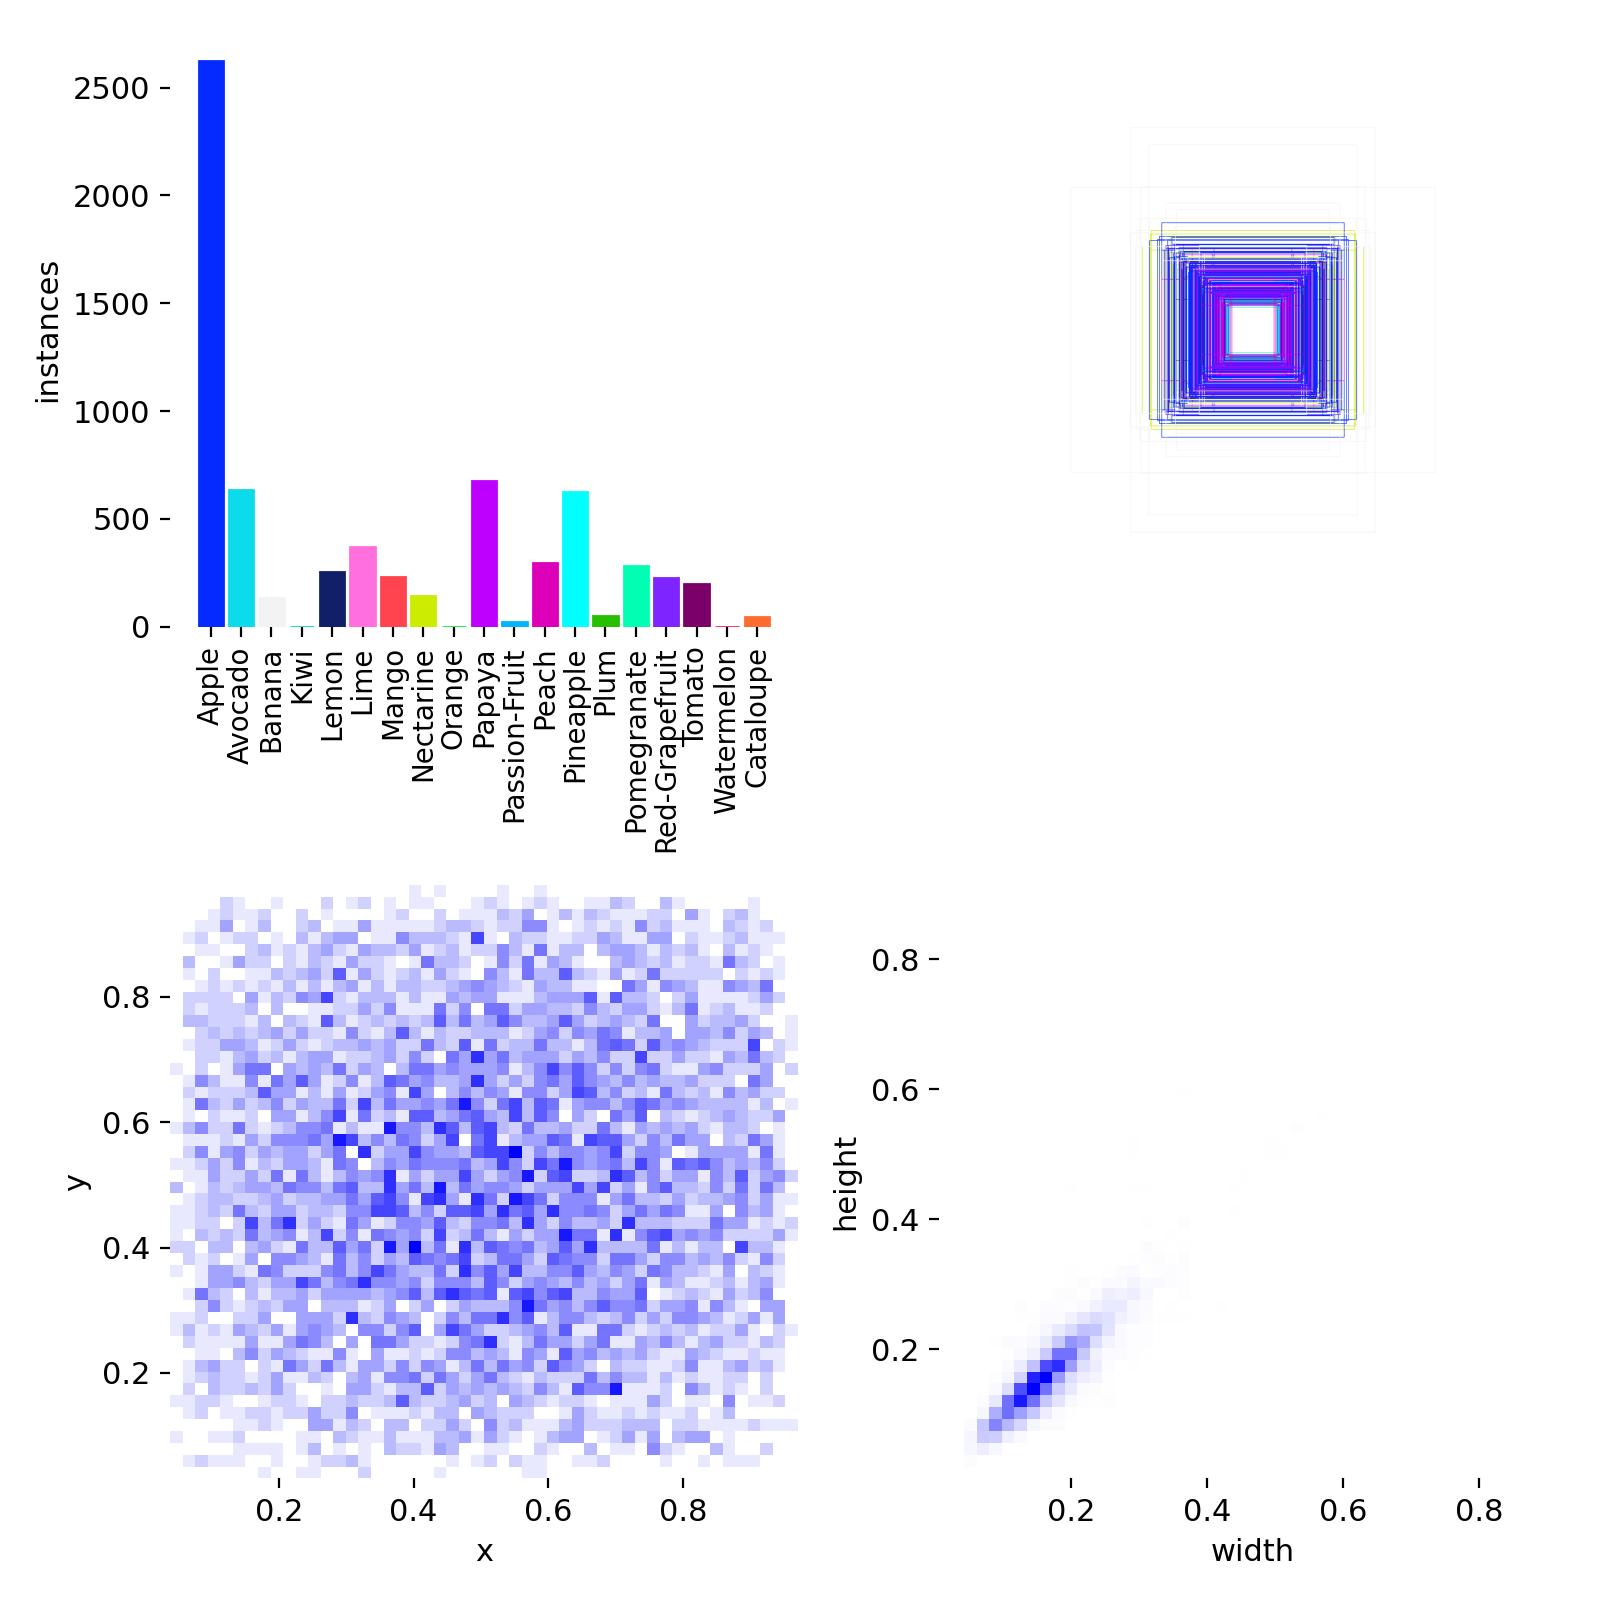 2500
2000
1500
1000
500
0
instances
Apple
Avocado
Banana
Kiwi
Lemon
Lime
Mango
Nectarine
Orange
Papaya
Passion-Fruit
Peach
Pineapple
Plum
Pomegranate
Red-Grapefruit
Tomato
Watermelon
Cataloupe
0.8
0.6
0.4
0.2
y
0.2 0.4 0.6 0.8
x
0.8
0.6
0.4
0.2
height
0.2 0.4 0.6 0.8
width